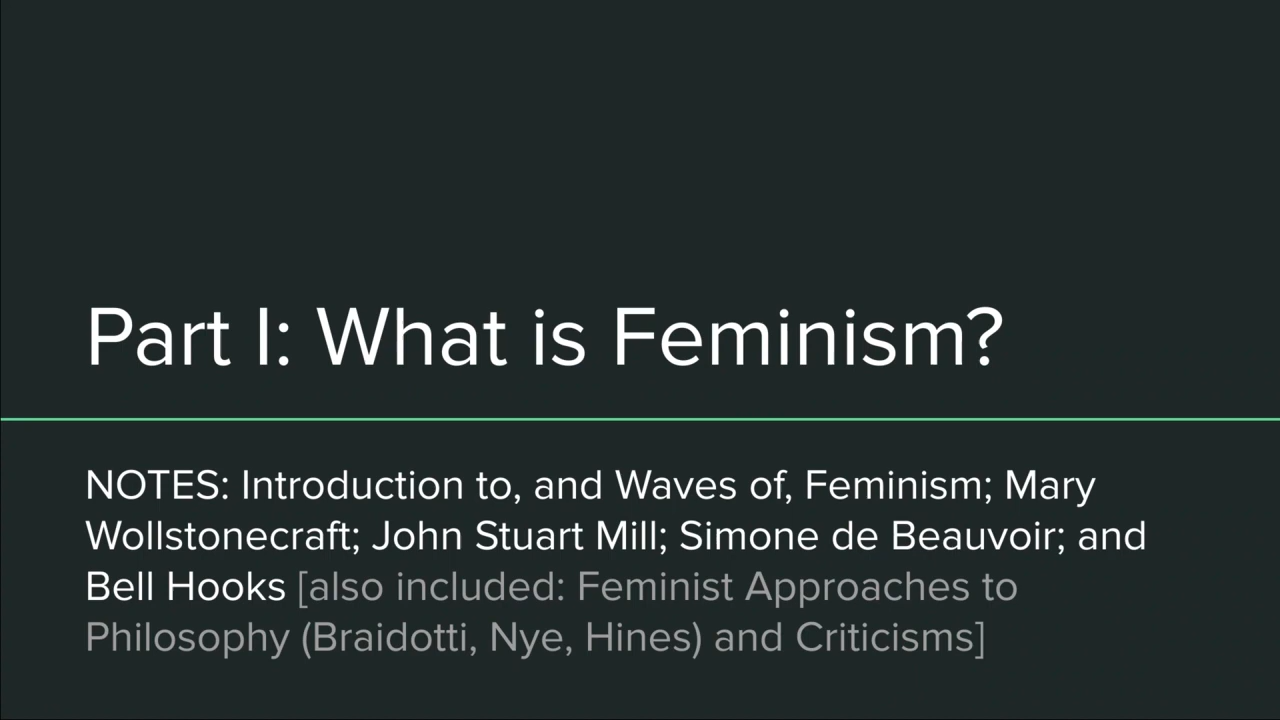 Part I: What is Feminism?
NOTES: Introduction to, and Waves of, Feminism; Mary
Wollstonecraft; John Stuart Mill; Simone de Beauvoir; and
Bell Hooks [also included: Feminist Approaches to
Philosophy (Braidotti, Nye, Hines) and Criticisms]